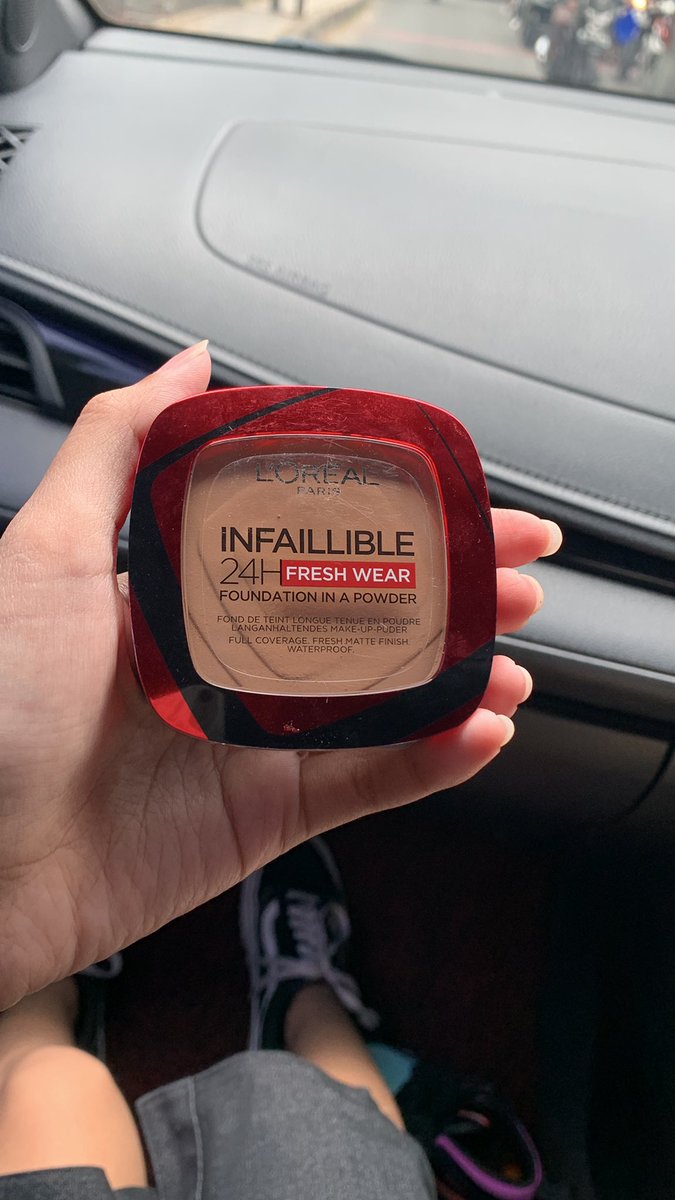 L'ORÉAL
PARIS
INFAILLIBLE
24H FRESH WEAR
FOUNDATION IN A POWDER
FOND DE TEINT LONGUE TENUE EN POUDRE
LANGANHALTENDES MAKE-UP-PUDER
FULL COVERAGE. FRESH MATTE FINISH.
WATERPROOF.